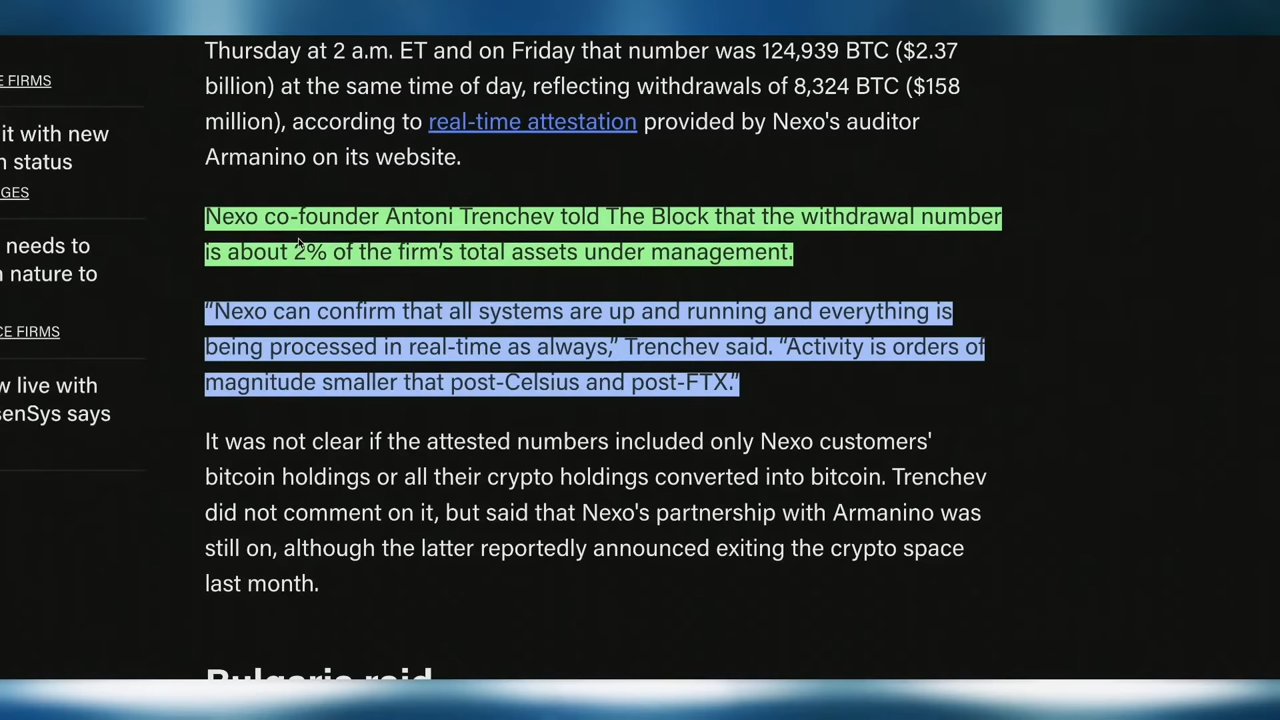 Thursday at 2 a.m. ET and on Friday that number was 124,939 BTC ($2.37
billion) at the same time of day, reflecting withdrawals of 8,324 BTC ($158
million), according to real-time attestation provided by Nexo's auditor
Armanino on its website.
Nexo co-founder Antoni Trenchev told The Block that the withdrawal number
is about 2% of the firm’s total assets under management.
“Nexo can confirm that all systems are up and running and everything is
being processed in real-time as always,” Trenchev said. “Activity is orders of
magnitude smaller that post-Celsius and post-FTX.”
It was not clear if the attested numbers included only Nexo customers'
bitcoin holdings or all their crypto holdings converted into bitcoin. Trenchev
did not comment on it, but said that Nexo's partnership with Armanino was
still on, although the latter reportedly announced exiting the crypto space
last month.
Bulgaria raid
E FIRMS
it with new
n status
GES
needs to
n nature to
CE FIRMS
w live with
senSys says